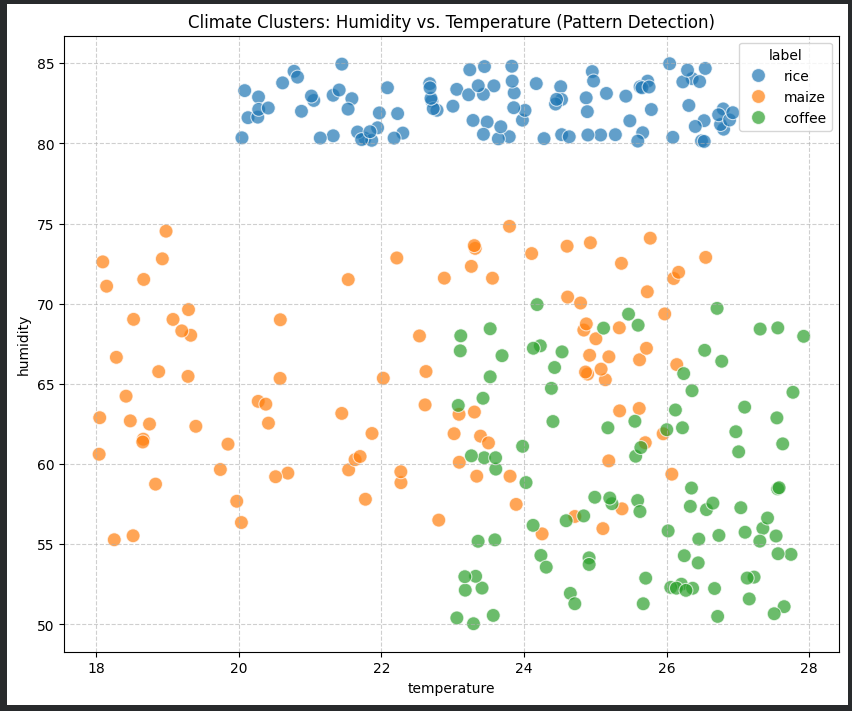 Climate Clusters: Humidity vs. Temperature (Pattern Detection)
label
rice
maize
coffee
humidity
85
80
75
70
65
60
55
50
18 20 22 24 26 28
temperature